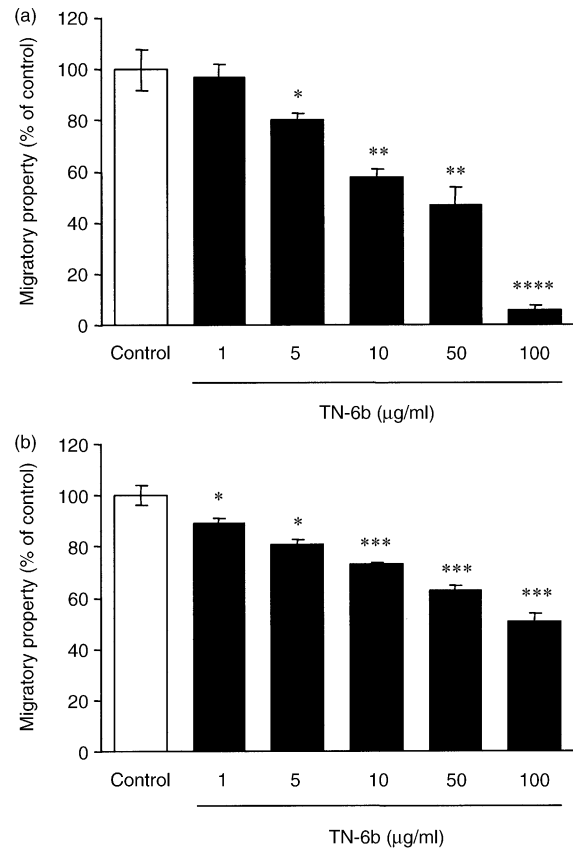 (a)
Migratory property (% of control)
120
100
80
60
40
20
0
*
**
**
****
Control 1 5 10 50 100
TN-6b (µg/ml)
(b)
Migratory property (% of control)
120
100
80
60
40
20
0
*
*
***
***
***
Control 1 5 10 50 100
TN-6b (µg/ml)